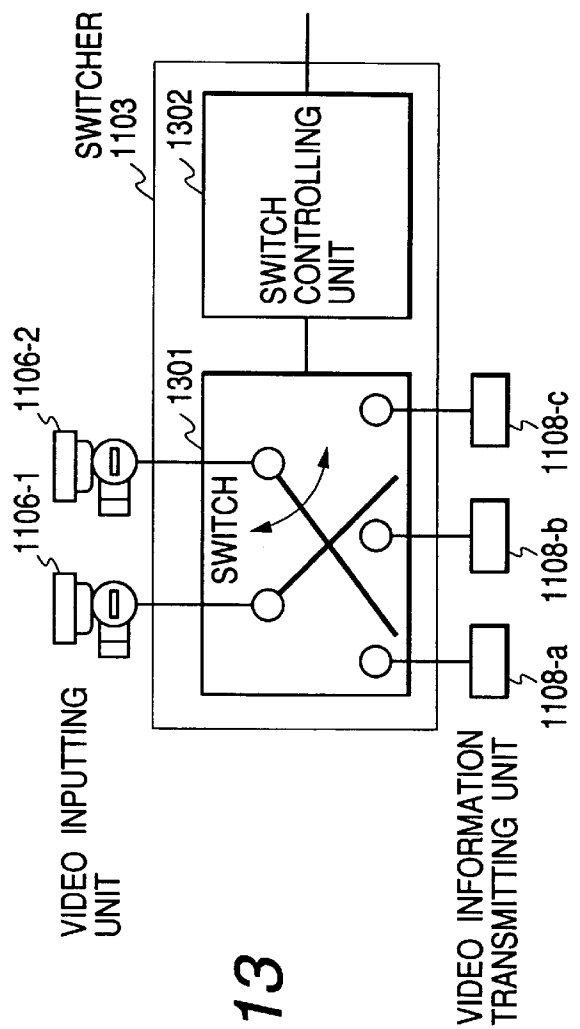 13
VIDEO INPUTTING
UNIT
1106-1
1106-2
SWITCHER
1103
1301
1302
SWITCH
SWITCH
CONTROLLING
UNIT
VIDEO INFORMATION
TRANSMITTING UNIT
1108-a
1108-b
1108-c